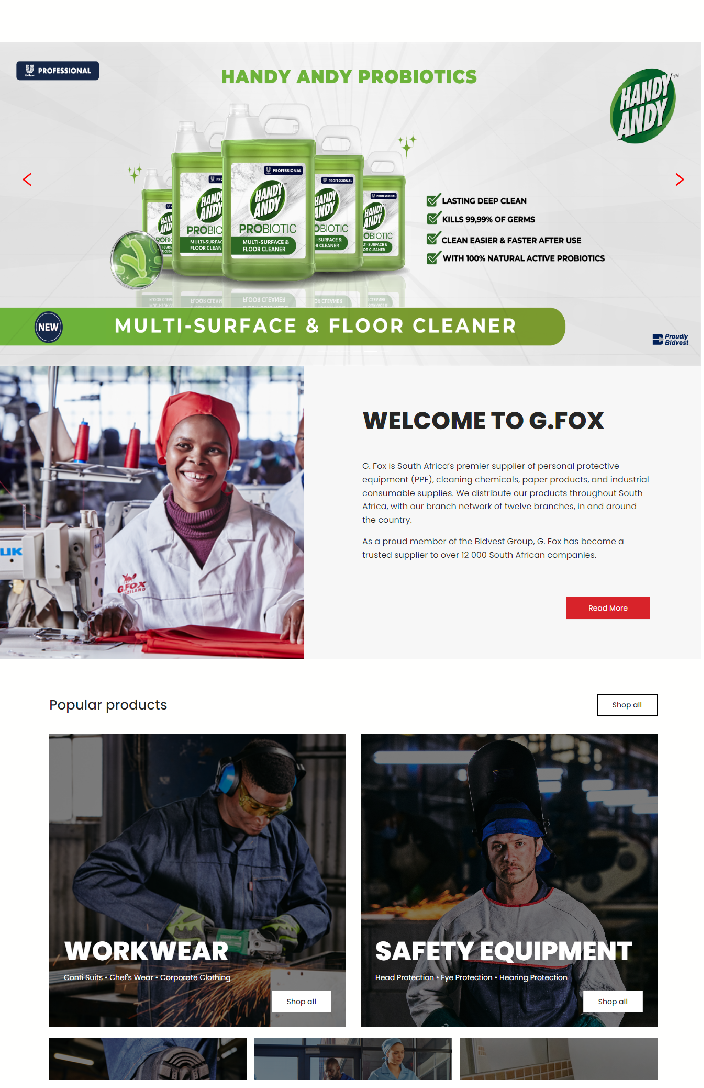 PROFESSIONAL
HANDY ANDY PROBIOTICS
HANDY
ANDY
PROFESSIONAL
HANDY
ANDY
PROBIOTIC
MULTI-SURFACE &
FLOOR CLEANER
LASTING DEEP CLEAN
KILLS 99,99% OF GERMS
CLEAN EASIER & FASTER AFTER USE
WITH 100% NATURAL ACTIVE PROBIOTICS
NEW
MULTI-SURFACE & FLOOR CLEANER
Proudly
Bidvest
WELCOME TO G.FOX
G. Fox is South Africa's premier supplier of personal protective
equipment (PPE), cleaning chemicals, paper products, and industrial
consumable supplies. We distribute our products throughout South
Africa, with our branch network of twelve branches, in and around
the country.
As a proud member of the Bidvest Group, G. Fox has become a
trusted supplier to over 12 000 South African companies.
UK
G.FOX
Read More
Popular products
Shop all
WORKWEAR
Conti Suits • Chef's Wear • Corporate Clothing
Shop all
SAFETY EQUIPMENT
Head Protection • Eye Protection • Hearing Protection
Shop all